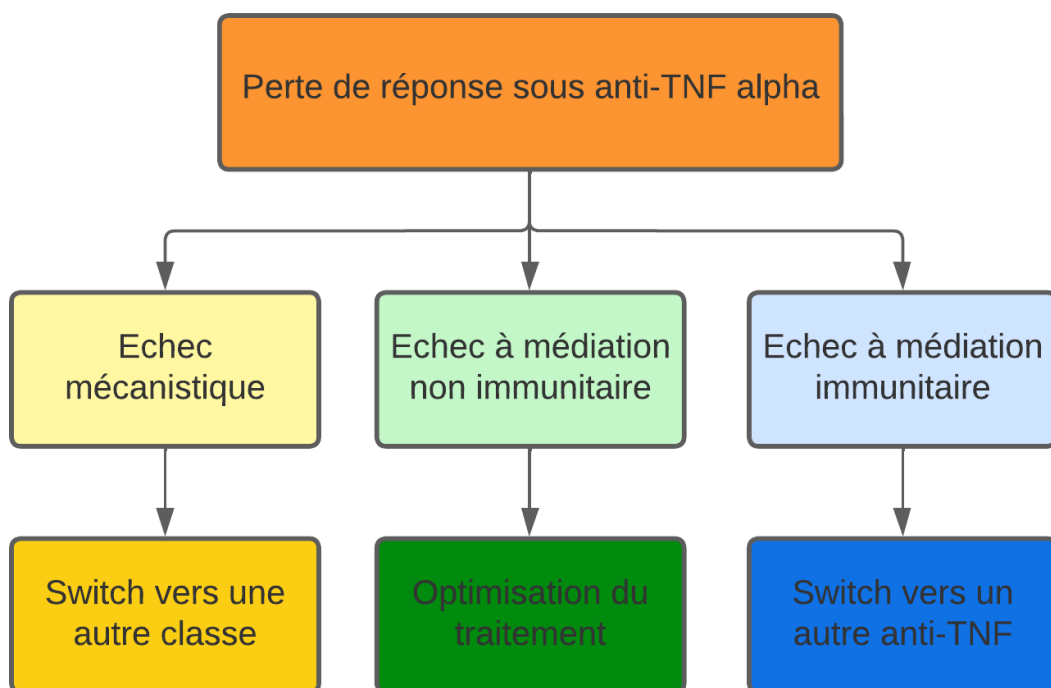 Perte de réponse sous anti-TNF alpha
Echec
mécanistique
Echec à médiation
non immunitaire
Echec à médiation
immunitaire
Switch vers une
autre classe
Optimisation du
traitement
Switch vers un
autre anti-TNF